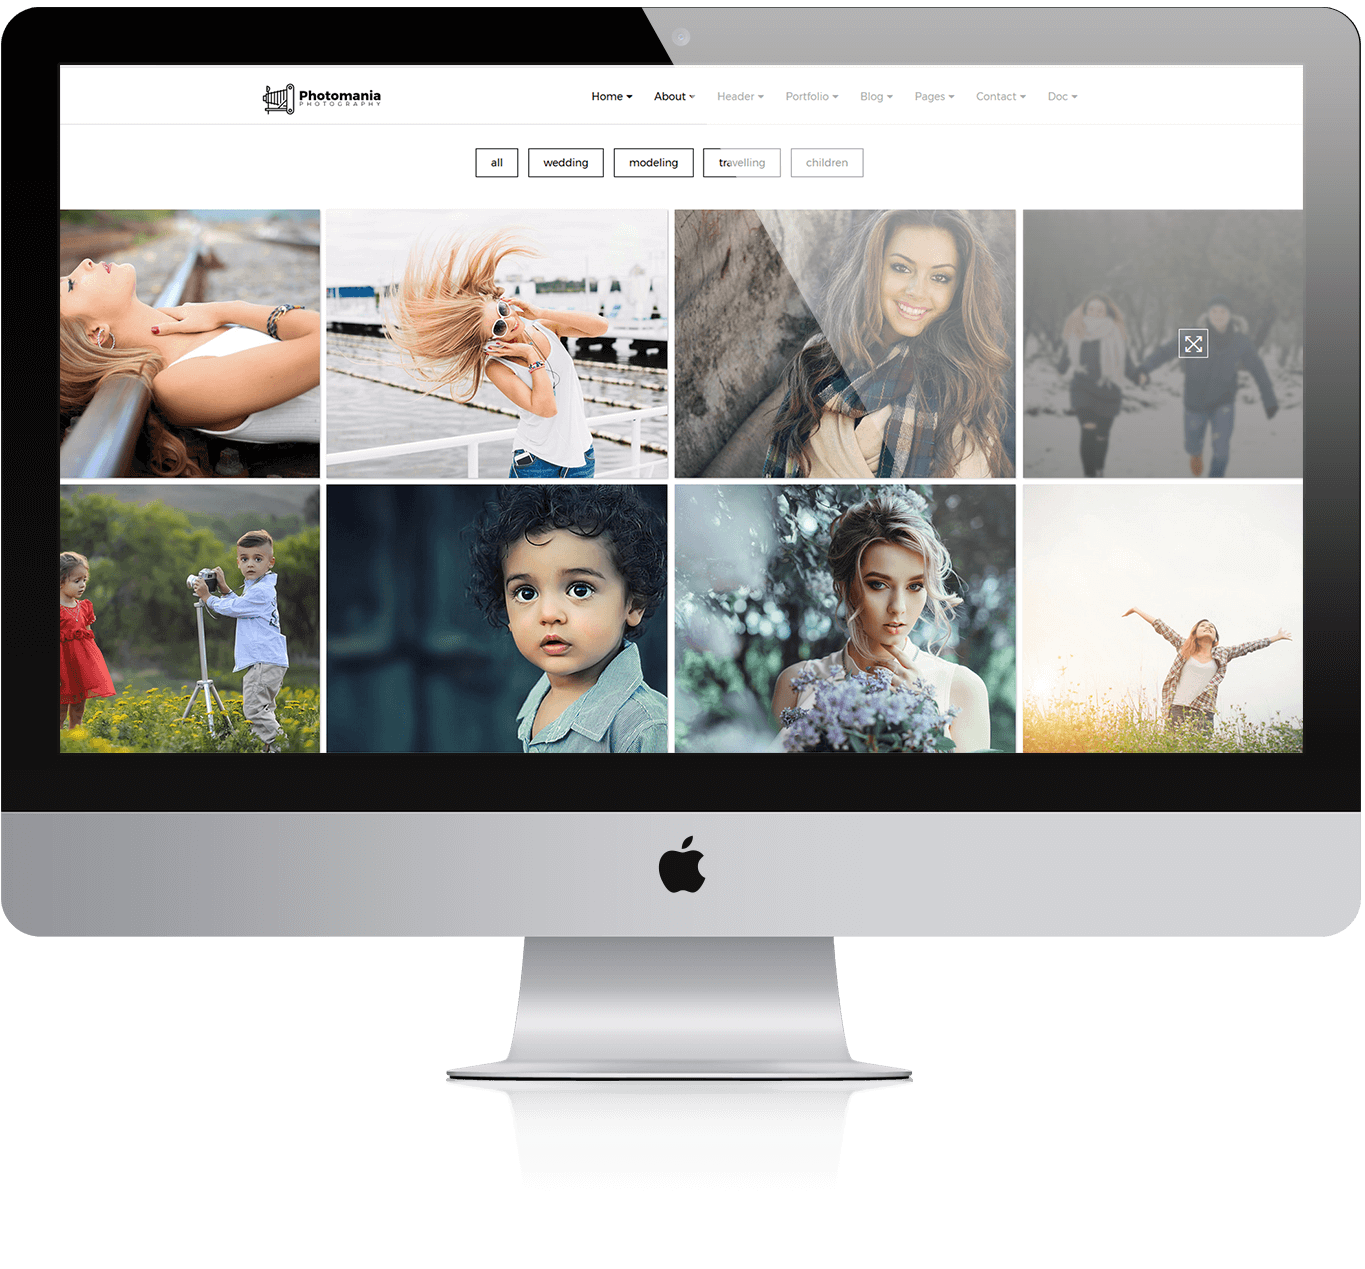 Photomania
PHOTOGRAPHY
Home About Header Portfolio Blog Pages Contact Doc
all wedding modeling travelling children